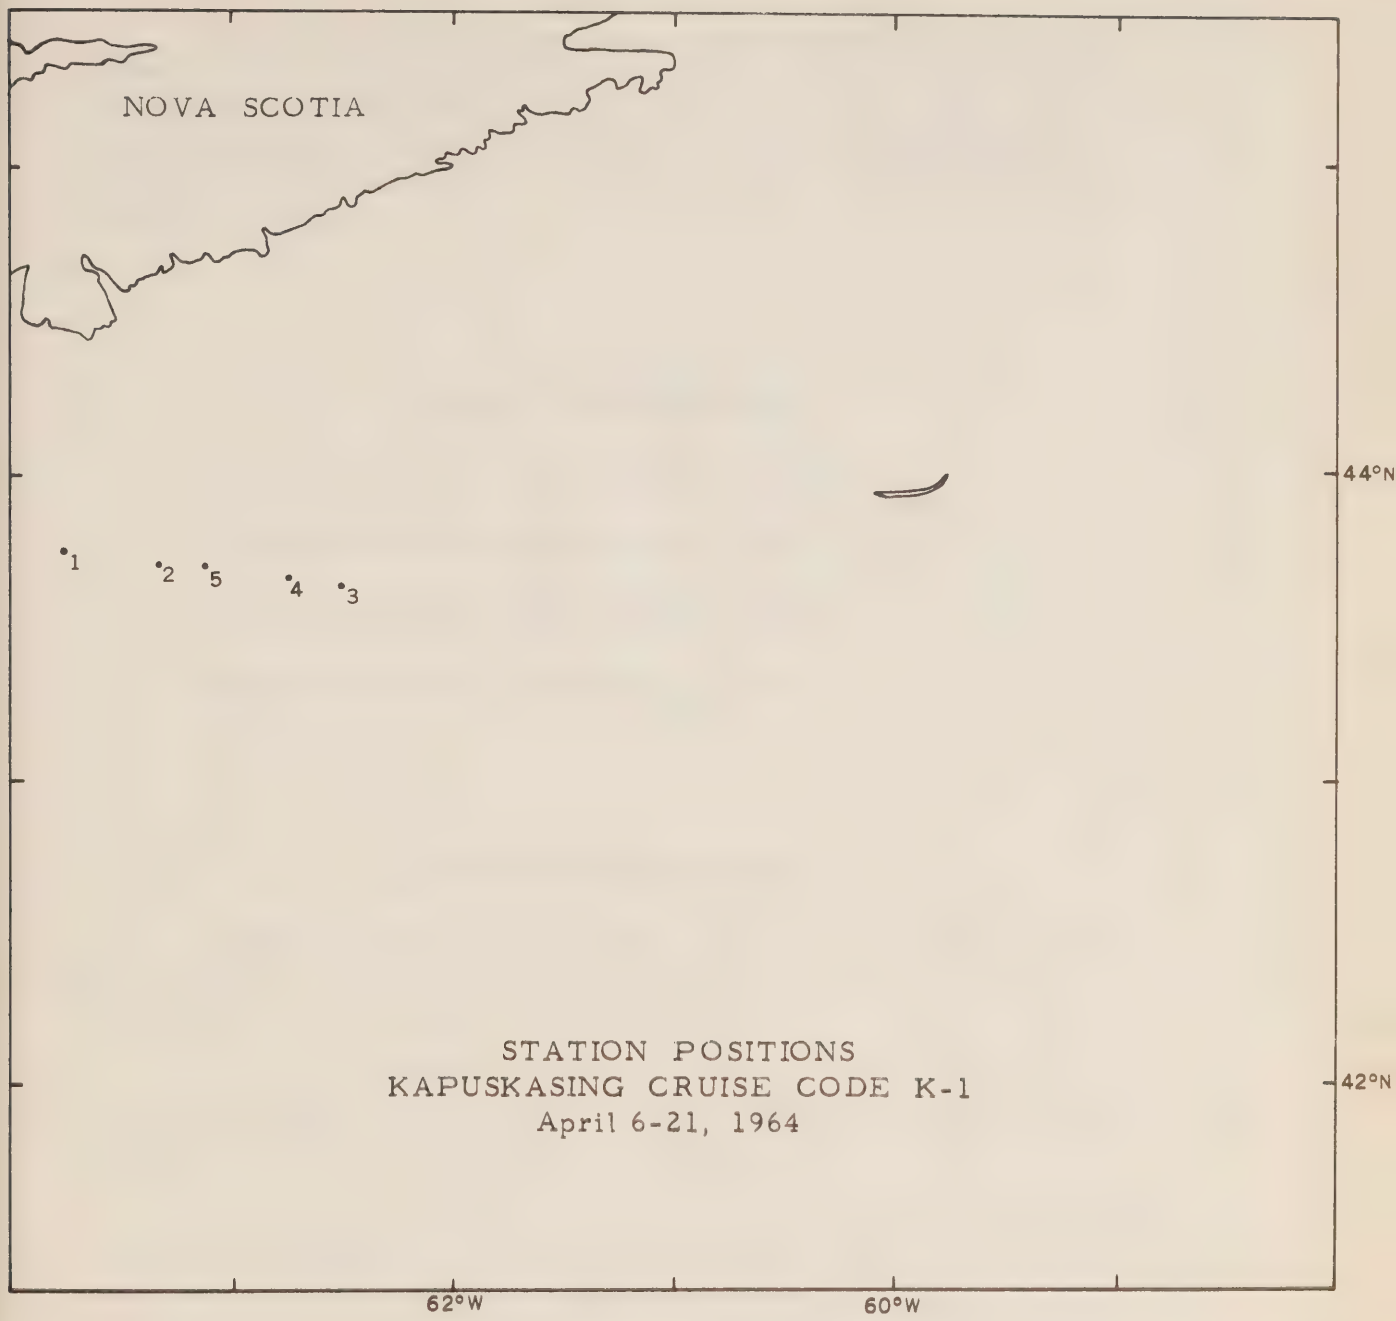 NOVA SCOTIA
44°N
1
2
5
4
3
STATION POSITIONS
KAPUSKASING CRUISE CODE K-1
April 6-21, 1964
42°N
62°W
60°W